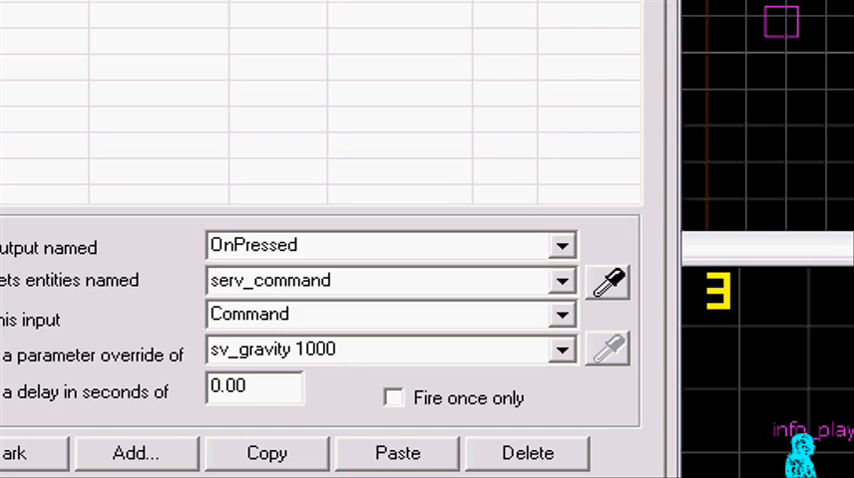 utput named OnPressed
ets entities named serv_command
his input Command
a parameter override of sv_gravity 1000
a delay in seconds of 0.00 Fire once only
ark Add... Copy Paste Delete
info_play